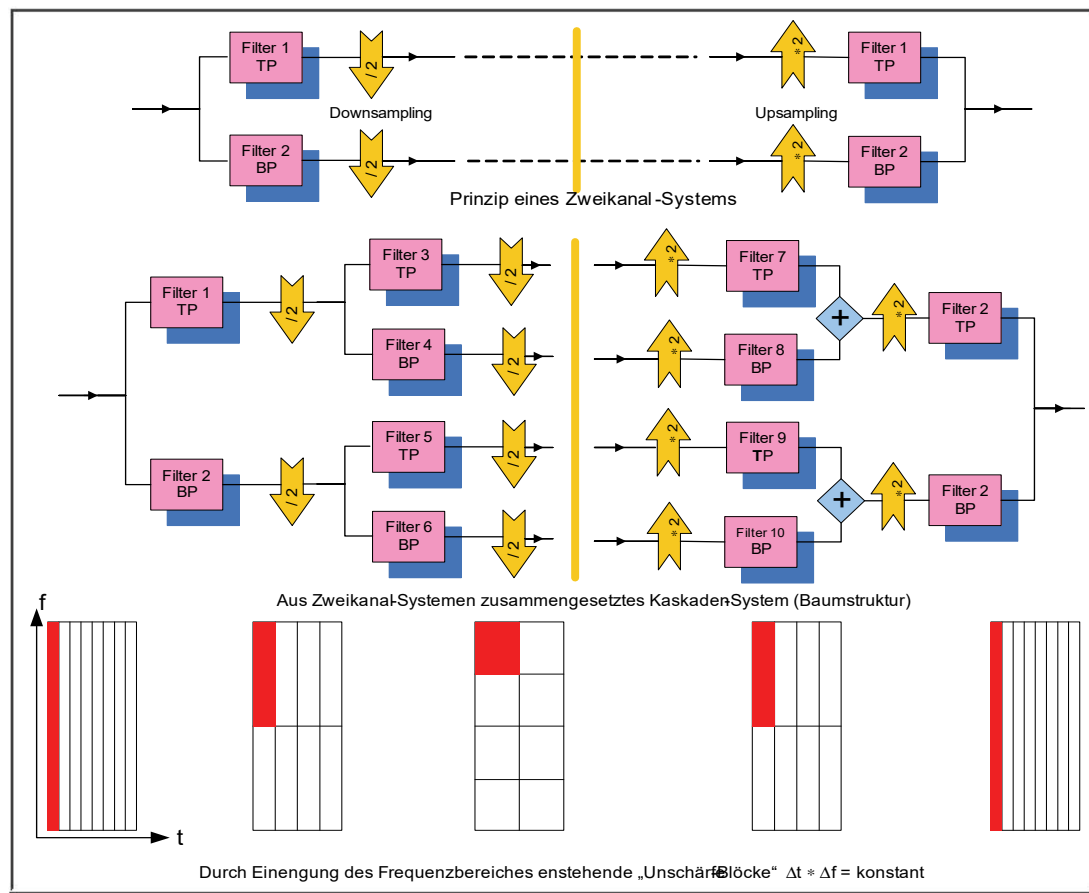 Filter 1
TP
/ 2
* 2
Filter 1
TP
Downsampling
Upsampling
Filter 2
BP
/ 2
* 2
Filter 2
BP
Prinzip eines Zweikanal-Systems
Filter 3
TP
/ 2
* 2
Filter 7
TP
Filter 1
TP
/ 2
+
* 2
Filter 2
TP
Filter 4
BP
/ 2
* 2
Filter 8
BP
Filter 5
TP
/ 2
* 2
Filter 9
TP
Filter 2
BP
/ 2
+
* 2
Filter 2
BP
Filter 6
BP
/ 2
* 2
Filter 10
BP
Aus Zweikanal-Systemen zusammengesetztes Kaskaden-System (Baumstruktur)
f
t
Durch Einengung des Frequenzbereiches enstehende „Unschärfe-Blöcke“ Δt * Δf = konstant